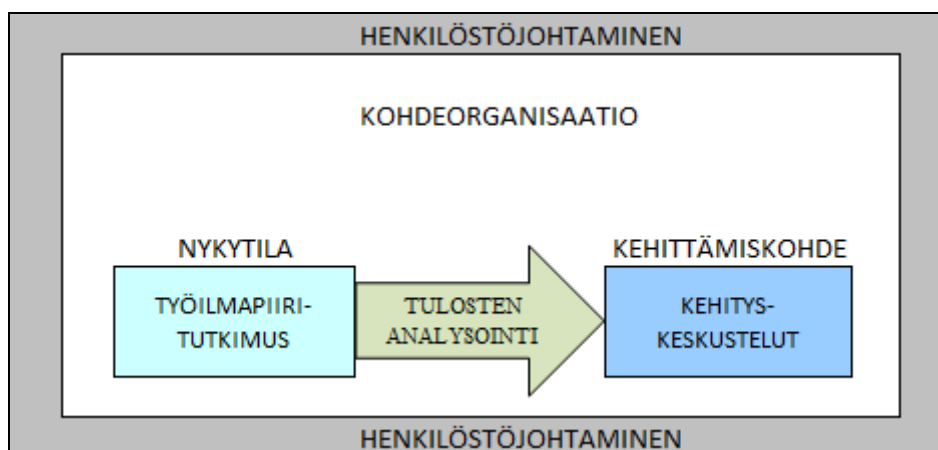 HENKILÖSTÖJOHTAMINEN
KOHDEORGANISAATIO
NYKYTILA
TYÖILMAPIIRI-
TUTKIMUS
TULOSTEN
ANALYSOINTI
KEHITTÄMISKOHDE
KEHITYS-
KESKUSTELUT
HENKILÖSTÖJOHTAMINEN